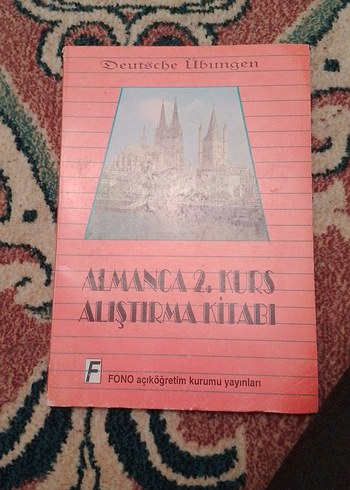 Deutsche Übungen
ALMANCA 2. KURS
ALIŞTIRMA KİTABI
F FONO açıköğretim kurumu yayınları